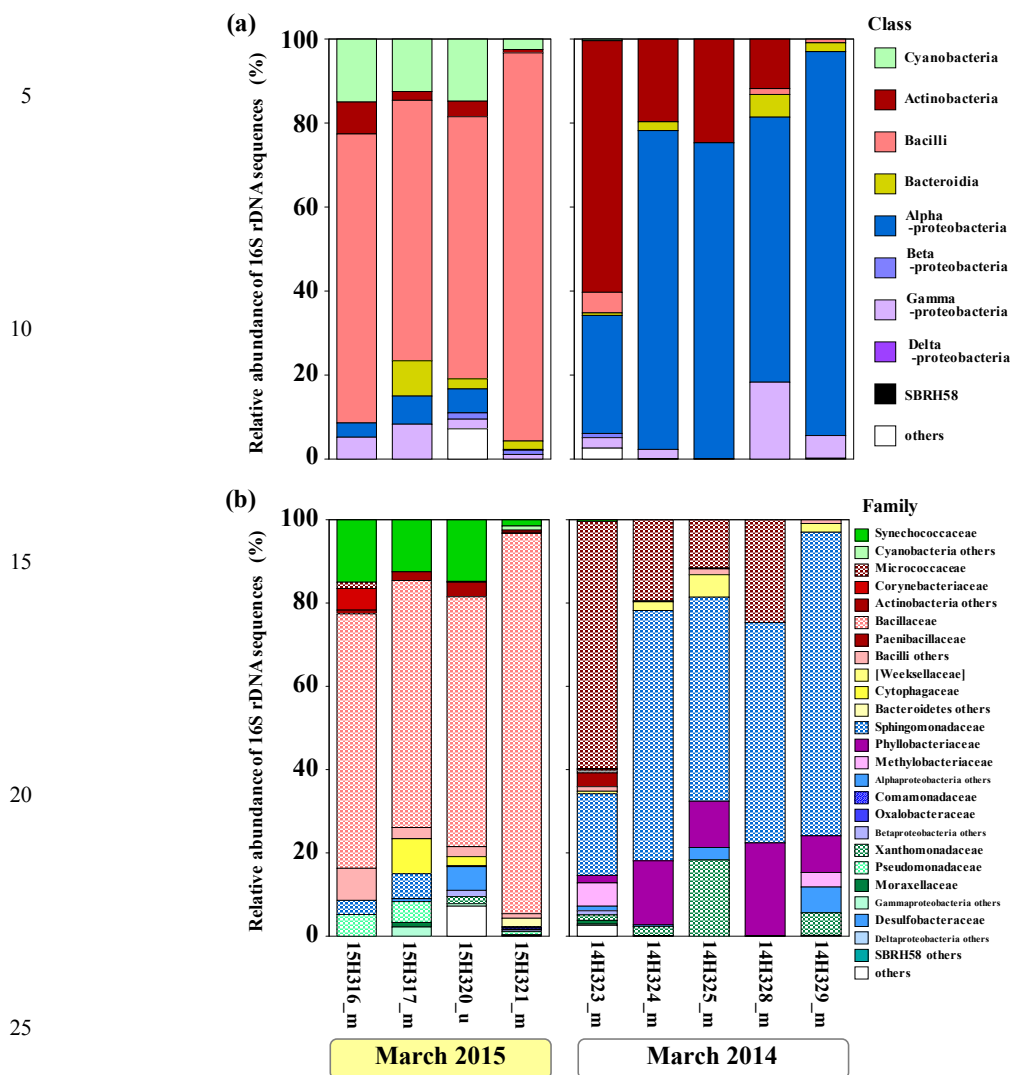 (a)
Relative abundance of 16S rDNA sequences (%)
100
80
60
40
20
0
Class
Cyanobacteria
Actinobacteria
Bacilli
Bacteroidia
Alpha
-proteobacteria
Beta
-proteobacteria
Gamma
-proteobacteria
Delta
-proteobacteria
SBRH58
others
(b)
Relative abundance of 16S rDNA sequences (%)
100
80
60
40
20
0
Family
Synechococcaceae
Cyanobacteria others
Micrococcaceae
Corynebacteriaceae
Actinobacteria others
Bacillaceae
Paenibacillaceae
Bacilli others
[Weeksellaceae]
Cytophagaceae
Bacteroidetes others
Sphingomonadaceae
Phyllobacteriaceae
Methylobacteriaceae
Alphaproteobacteria others
Comamonadaceae
Oxalobacteraceae
Betaproteobacteria others
Xanthomonadaceae
Pseudomonadaceae
Moraxellaceae
Gammaproteobacteria others
Desulfobacteraceae
Deltaproteobacteria others
SBRH58 others
others
15H316_m
15H317_m
15H320_u
15H321_m
14H323_m
14H324_m
14H325_m
14H328_m
14H329_m
March 2015
March 2014
5
10
15
20
25